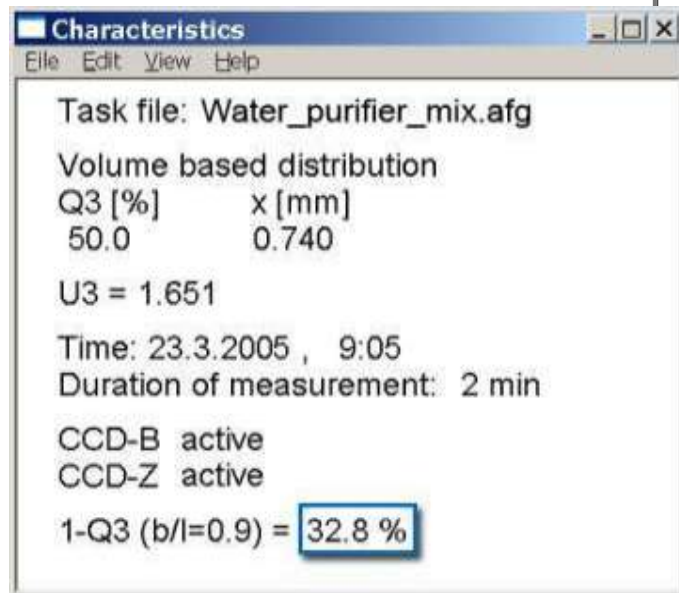 Characteristics
File Edit View Help
Task file: Water_purifier_mix.afg
Volume based distribution
Q3 [%] x [mm]
50.0 0.740
U3 = 1.651
Time: 23.3.2005 , 9:05
Duration of measurement: 2 min
CCD-B active
CCD-Z active
1-Q3 (b/l=0.9) = 32.8 %